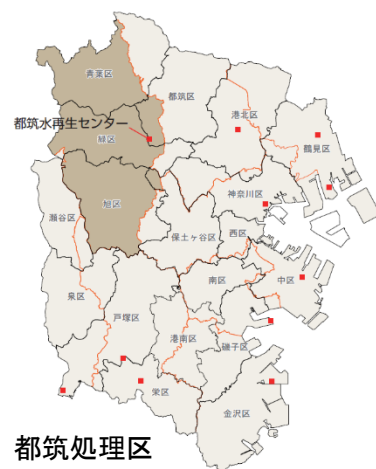 青葉区
都筑区
港北区
都筑水再生センター
緑区
鶴見区
旭区
神奈川区
瀬谷区
保土ヶ谷区
西区
南区
中区
泉区
戸塚区
港南区
磯子区
栄区
金沢区
都筑処理区